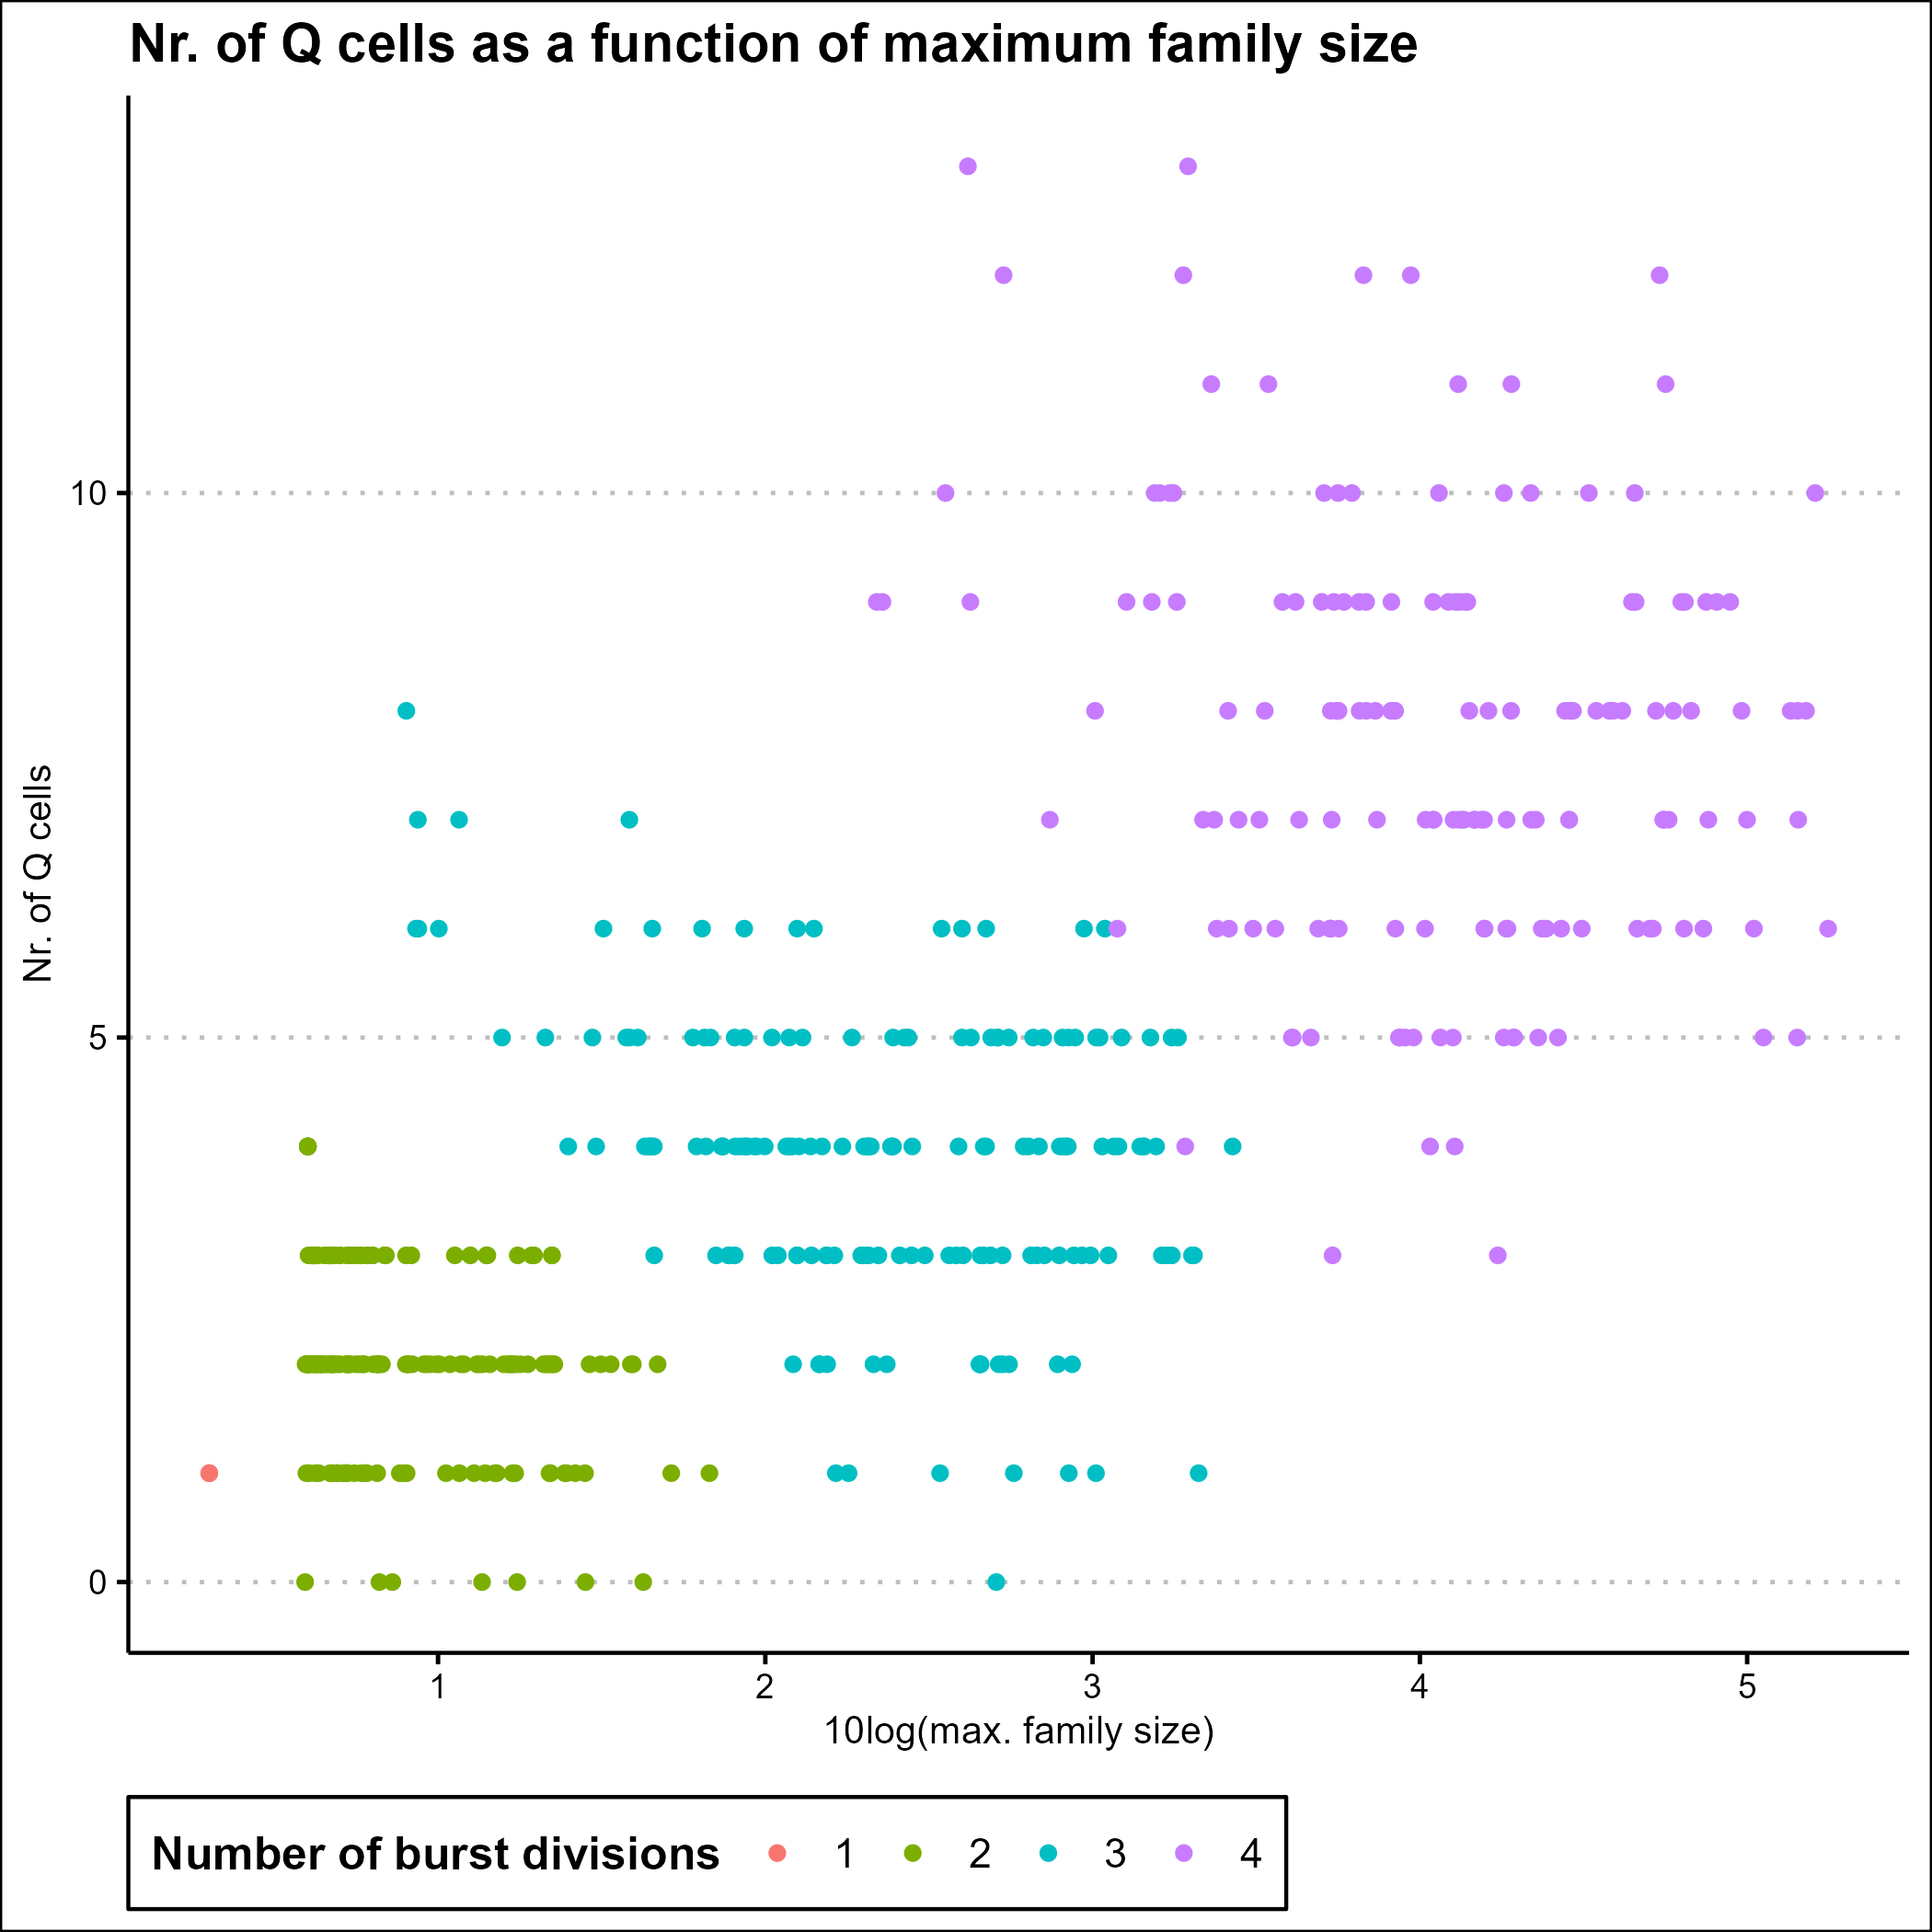 Nr. of Q cells as a function of maximum family size
Nr. of Q cells
10
5
0
1 2 3 4 5
10log(max. family size)
Number of burst divisions 1 2 3 4